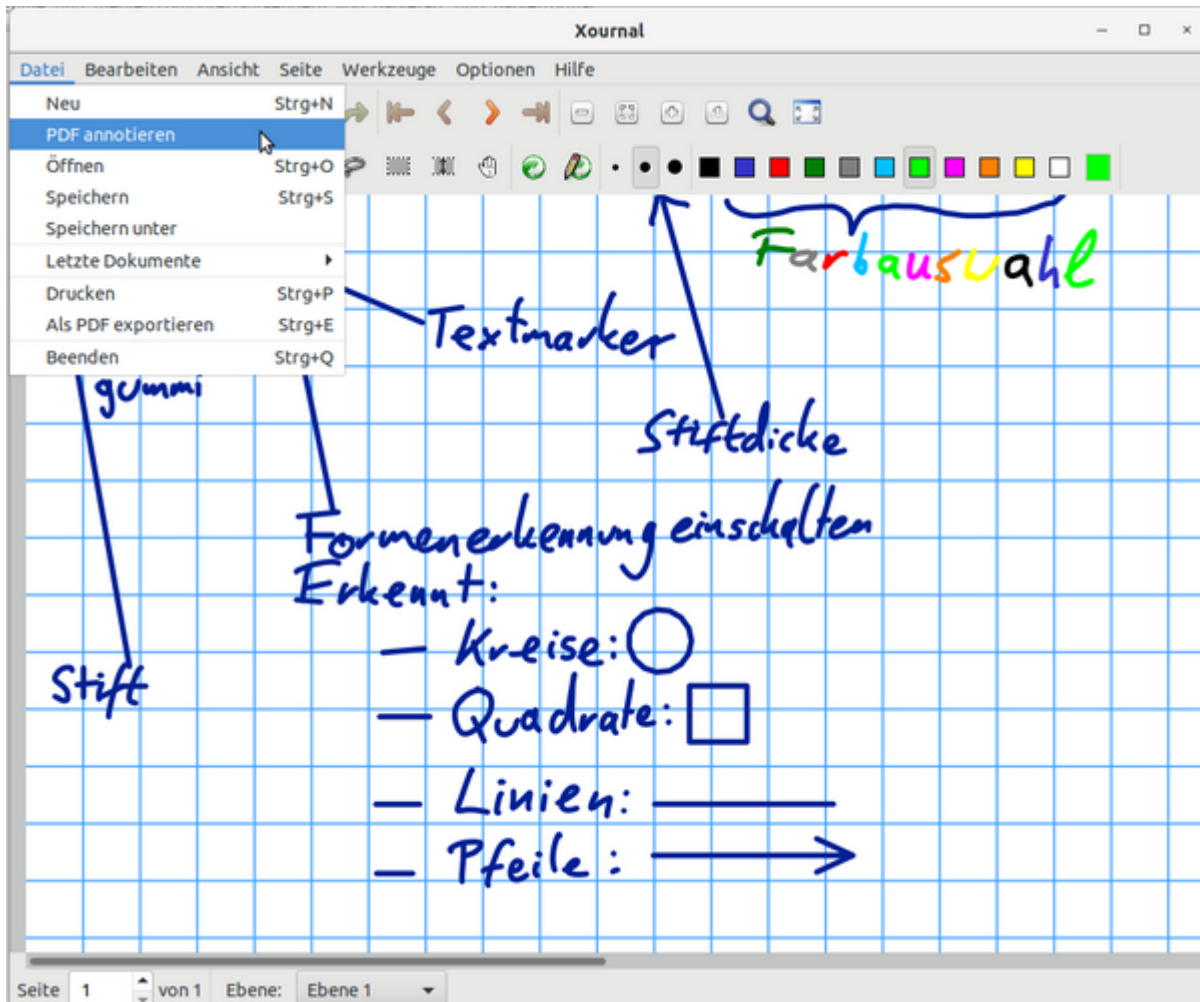 Xournal
Datei Bearbeiten Ansicht Seite Werkzeuge Optionen Hilfe
Neu Strg+N
PDF annotieren
Öffnen Strg+O
Speichern Strg+S
Speichern unter
Letzte Dokumente
Drucken Strg+P
Als PDF exportieren Strg+E
Beenden Strg+Q
Farbauswahl
Textmarker
gummi
Stiftdicke
Formenerkennung einschalten
Erkennt:
— Kreise:
Stift
— Quadrate:
— Linien:
— Pfeile:
Seite 1 von 1 Ebene: Ebene 1